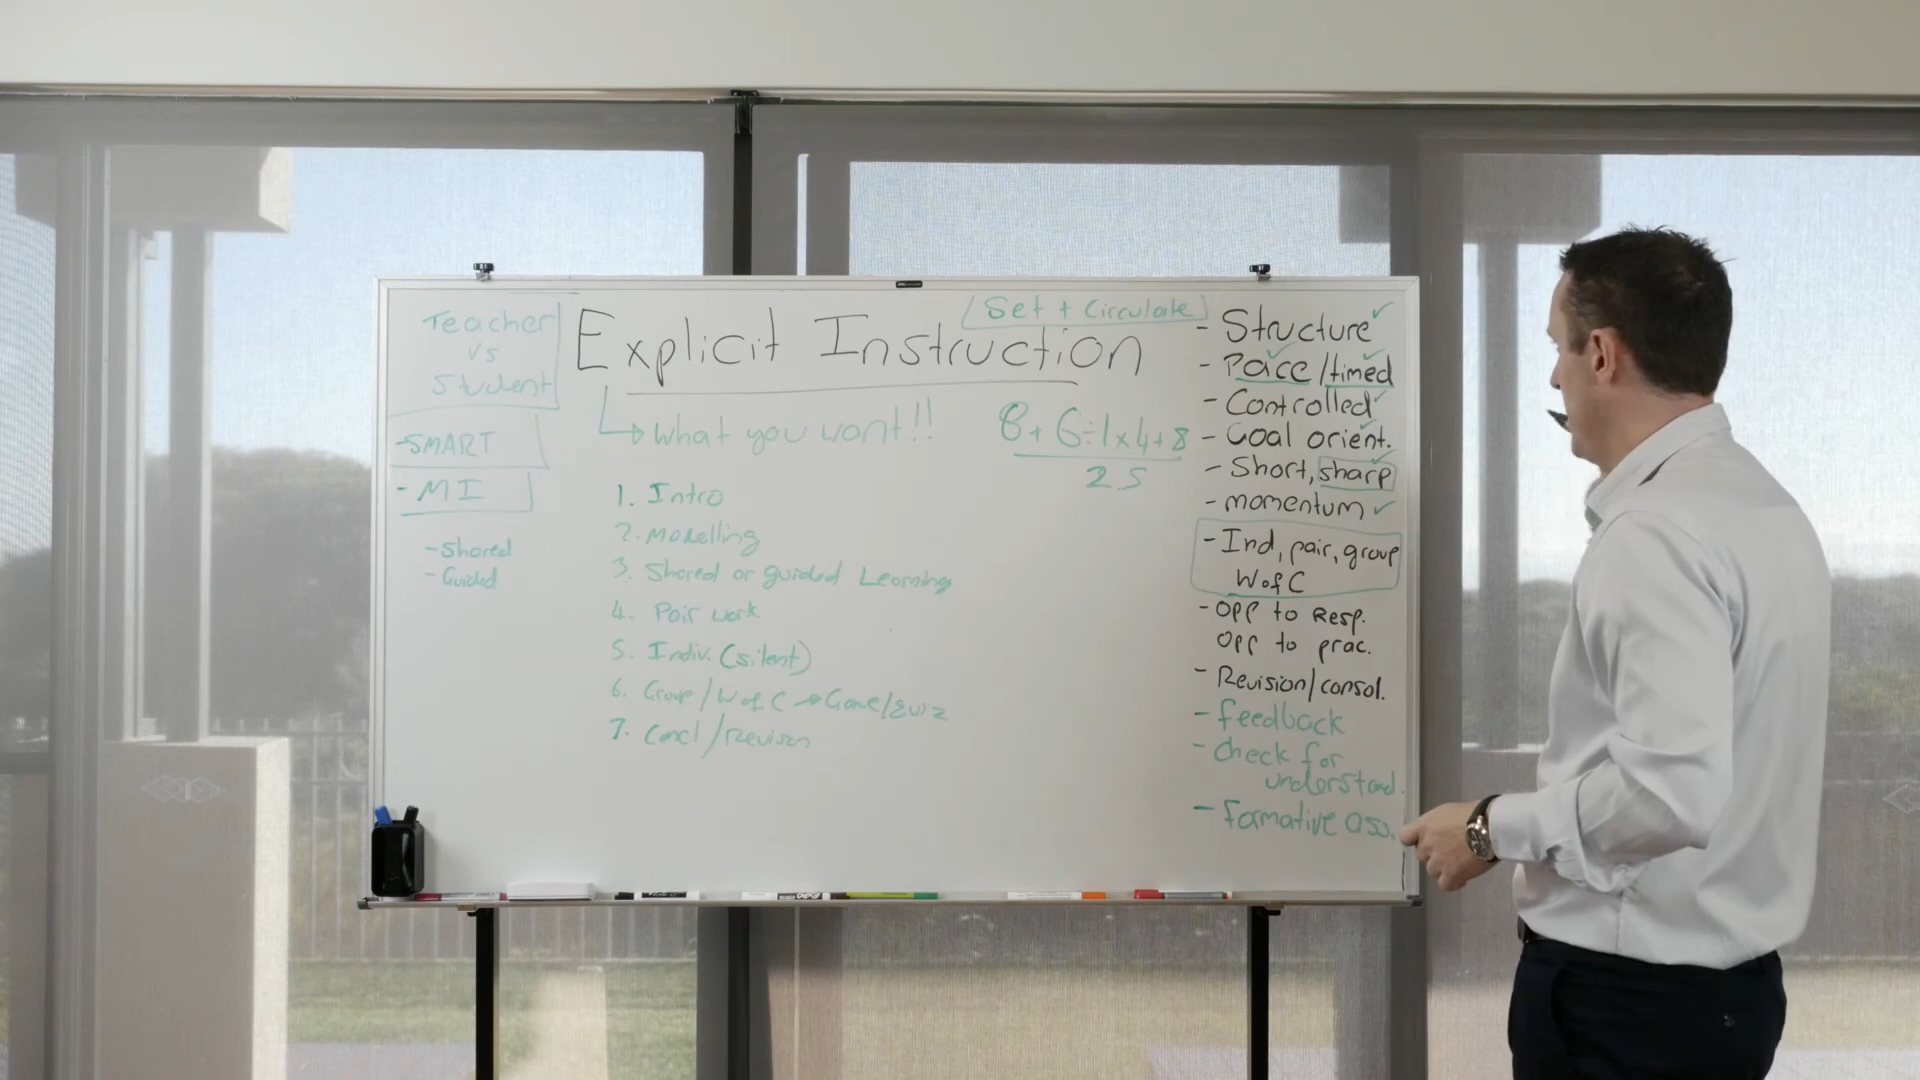 Teacher
vs
Student
-SMART
- MI
- Shared
- Guided
Set + Circulate
Explicit Instruction
what you want!!
8 + 6 ÷ 1 x 4 + 8
25
1. Intro
2. Modelling
3. Shared or guided Learning
4. Pair work
5. Indiv. (silent)
6. Group / W of C → Game/Quiz
7. Concl / Revision
- Structure
- Pace / timed
- Controlled
- Goal orient.
- Short, sharp
- momentum
- Ind, pair, group
W of C
- Opp to Resp.
Opp to prac.
- Revision / consol.
- feedback
- Check for
understand.
- Formative ass.